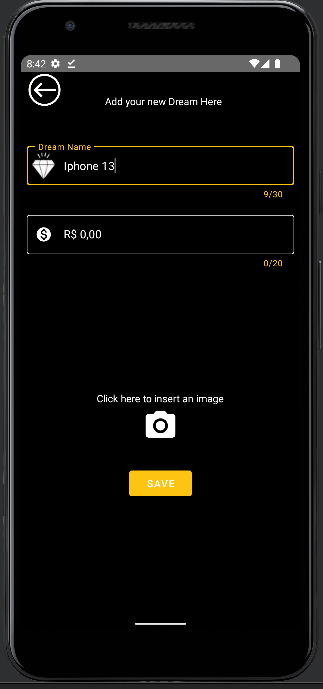 8:42
Add your new Dream Here
Dream Name
Iphone 13
9/30
R$ 0,00
0/20
Click here to insert an image
SAVE